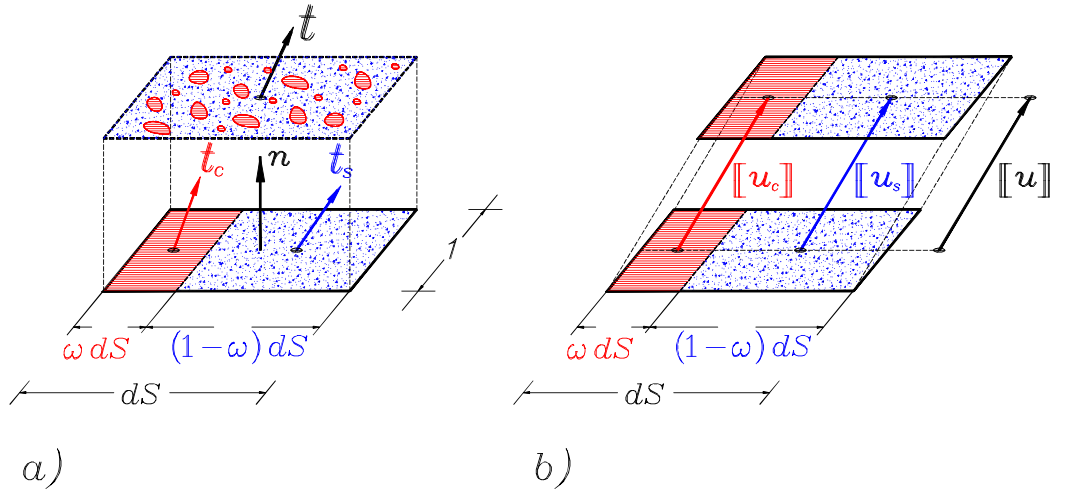 t
t_c n t_s
1
ω dS (1−ω) dS
dS
a)
⟦u_c⟧ ⟦u_s⟧ ⟦u⟧
ω dS (1−ω) dS
dS
b)